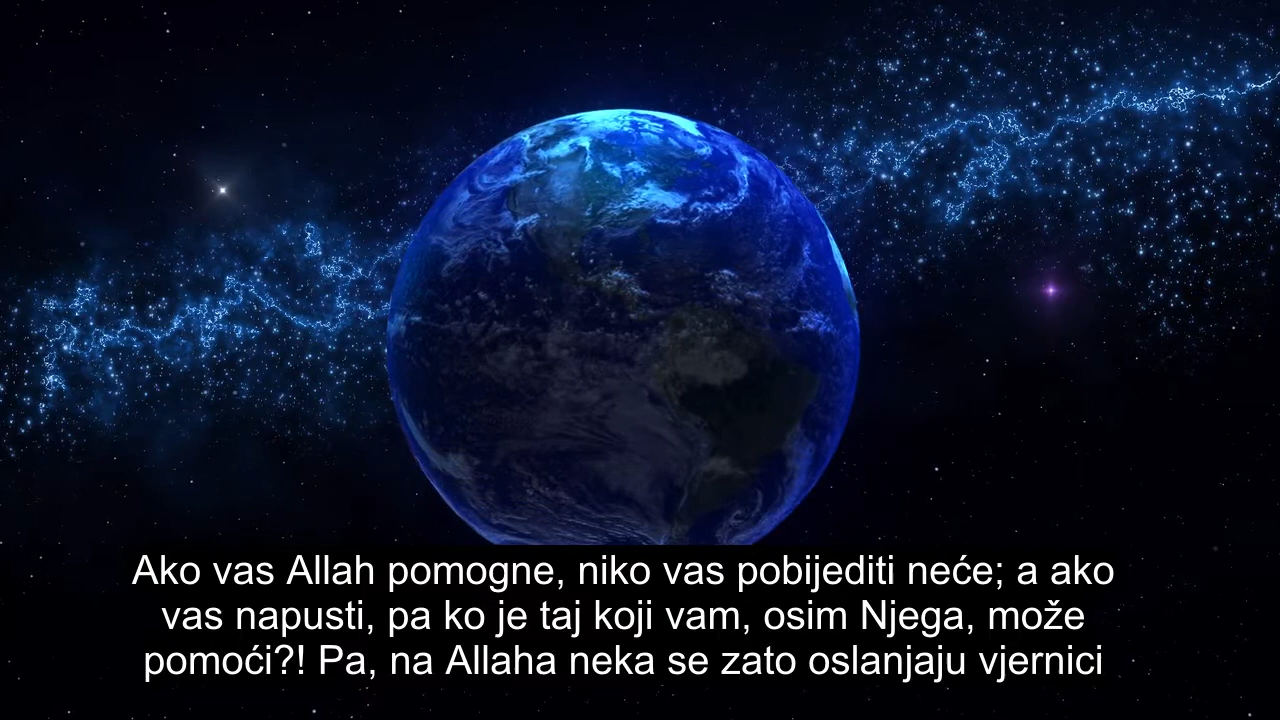 Ako vas Allah pomogne, niko vas pobijediti neće; a ako
vas napusti, pa ko je taj koji vam, osim Njega, može
pomoći?! Pa, na Allaha neka se zato oslanjaju vjernici